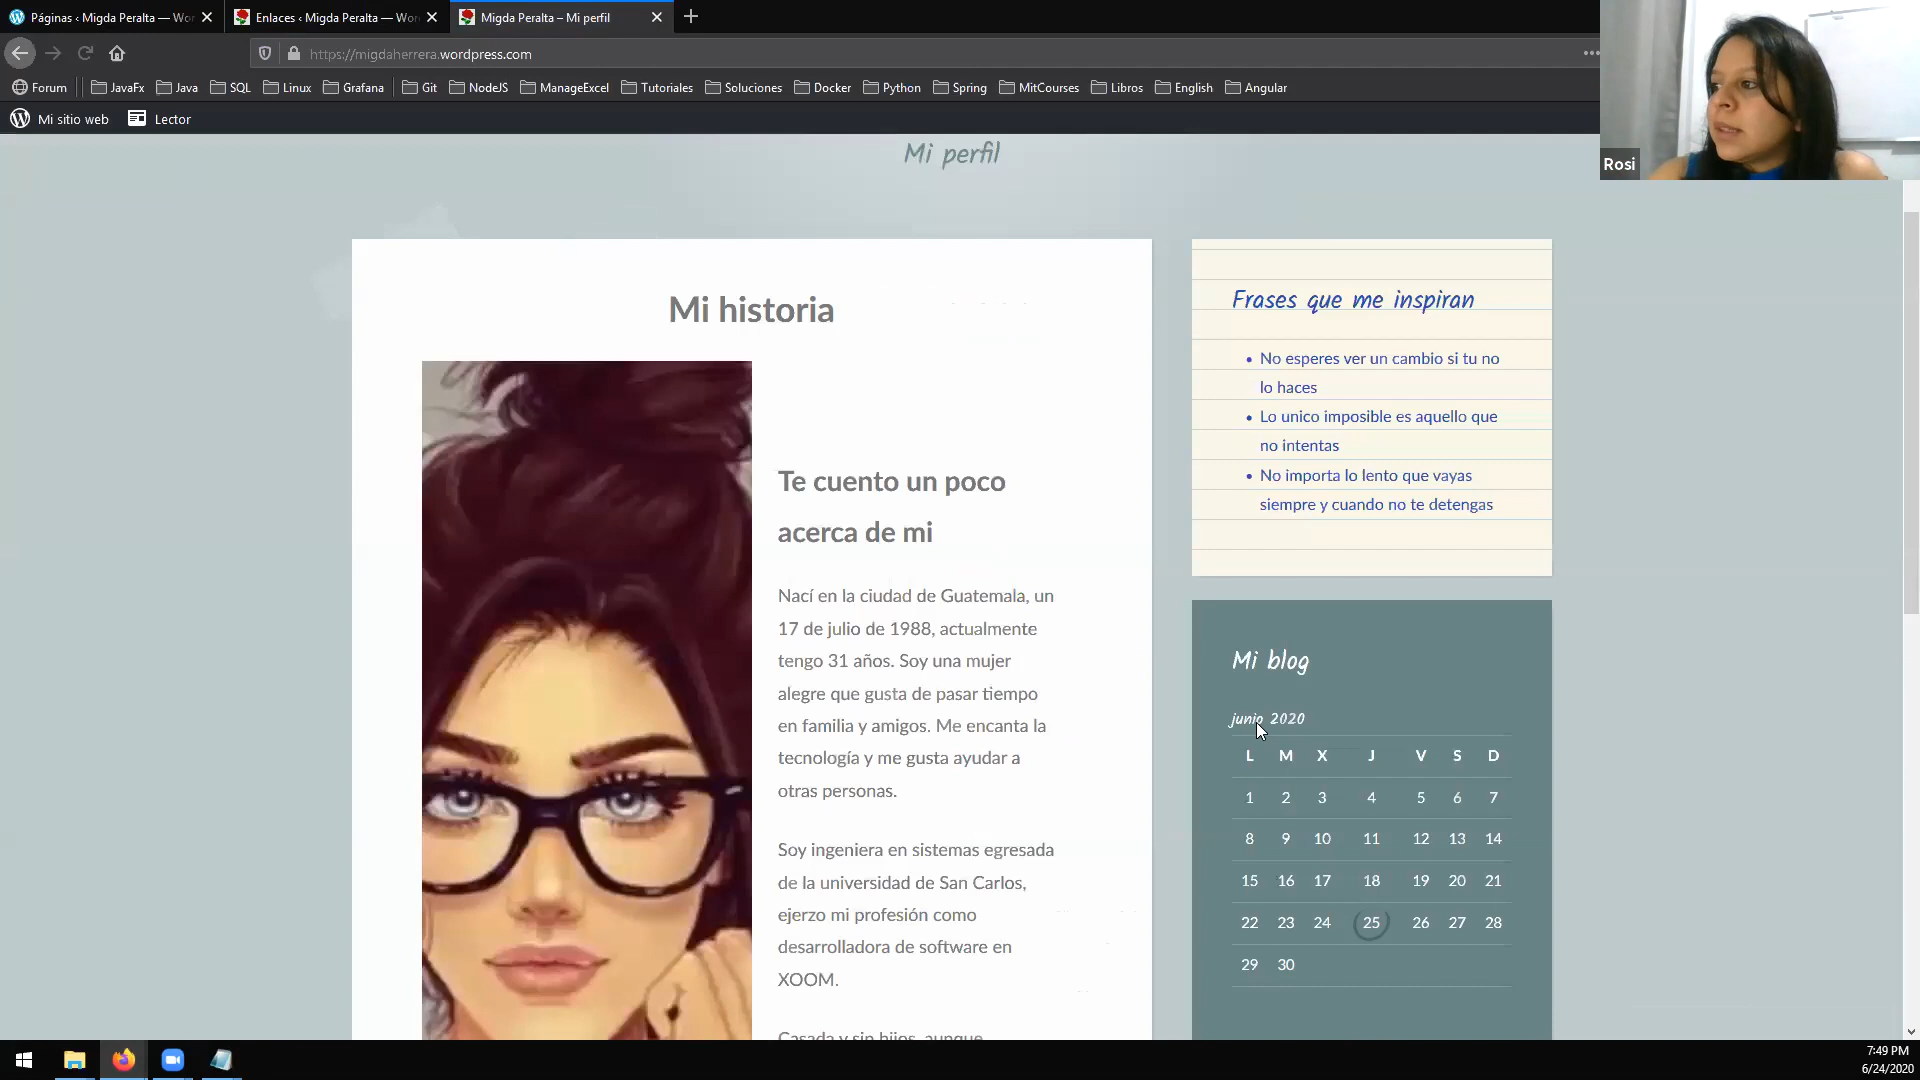 Páginas ‹ Migda Peralta — Wor
Enlaces ‹ Migda Peralta — Wor
Migda Peralta – Mi perfil
https://migdaherrera.wordpress.com
Forum JavaFx Java SQL Linux Grafana Git NodeJS ManageExcel Tutoriales Soluciones Docker Python Spring MitCourses Libros English Angular
Mi sitio web Lector
Rosi
Mi perfil
Mi historia
Te cuento un poco
acerca de mi
Nací en la ciudad de Guatemala, un
17 de julio de 1988, actualmente
tengo 31 años. Soy una mujer
alegre que gusta de pasar tiempo
en familia y amigos. Me encanta la
tecnología y me gusta ayudar a
otras personas.
Soy ingeniera en sistemas egresada
de la universidad de San Carlos,
ejerzo mi profesión como
desarrolladora de software en
XOOM.
Casada y sin hijos, aunque
Frases que me inspiran
• No esperes ver un cambio si tu no
lo haces
• Lo unico imposible es aquello que
no intentas
• No importa lo lento que vayas
siempre y cuando no te detengas
Mi blog
junio 2020
L M X J V S D
1 2 3 4 5 6 7
8 9 10 11 12 13 14
15 16 17 18 19 20 21
22 23 24 25 26 27 28
29 30
7:49 PM
6/24/2020